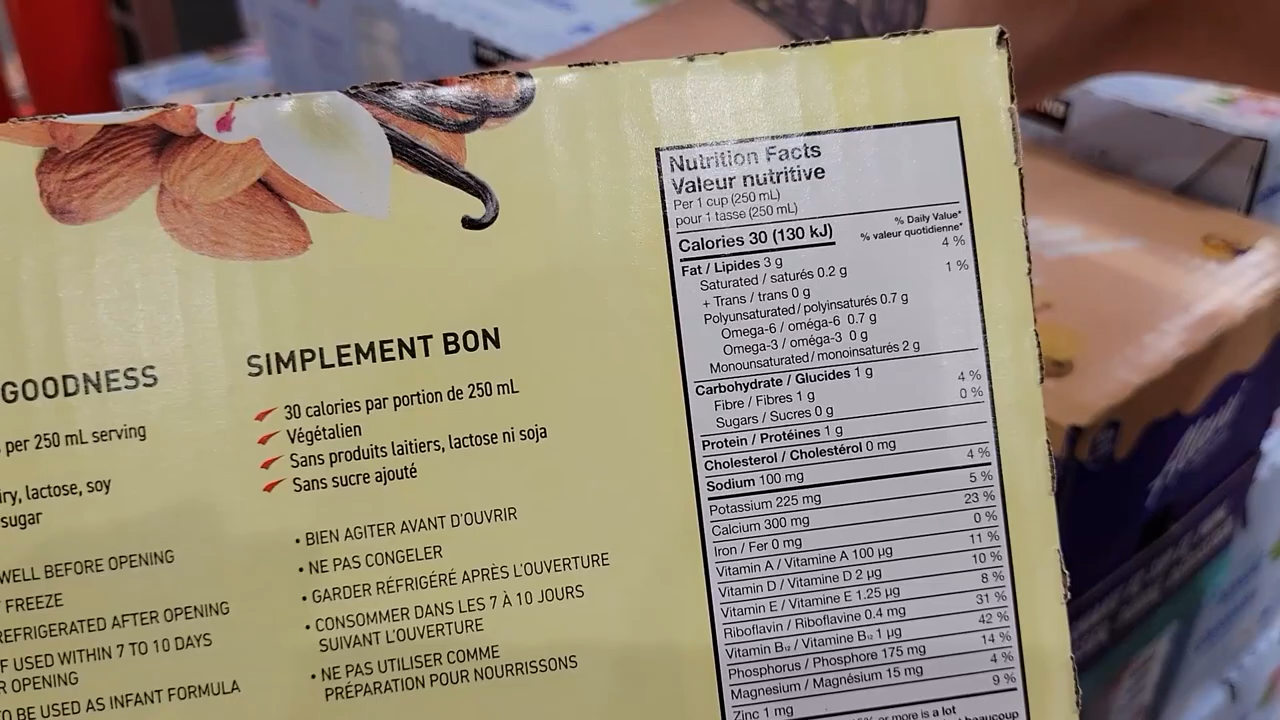 GOODNESS
per 250 mL serving
iry, lactose, soy
sugar
WELL BEFORE OPENING
FREEZE
REFRIGERATED AFTER OPENING
F USED WITHIN 7 TO 10 DAYS
R OPENING
O BE USED AS INFANT FORMULA
SIMPLEMENT BON
30 calories par portion de 250 mL
Végétalien
Sans produits laitiers, lactose ni soja
Sans sucre ajouté
• BIEN AGITER AVANT D'OUVRIR
• NE PAS CONGELER
• GARDER RÉFRIGÉRÉ APRÈS L'OUVERTURE
• CONSOMMER DANS LES 7 À 10 JOURS
SUIVANT L'OUVERTURE
• NE PAS UTILISER COMME
PRÉPARATION POUR NOURRISSONS
Nutrition Facts
Valeur nutritive
Per 1 cup (250 mL)
pour 1 tasse (250 mL)
% Daily Value*
Calories 30 (130 kJ) % valeur quotidienne*
Fat / Lipides 3 g 4 %
Saturated / saturés 0.2 g 1 %
+ Trans / trans 0 g
Polyunsaturated / polyinsaturés 0.7 g
Omega-6 / oméga-6 0.7 g
Omega-3 / oméga-3 0 g
Monounsaturated / monoinsaturés 2 g
Carbohydrate / Glucides 1 g
Fibre / Fibres 1 g 4 %
Sugars / Sucres 0 g 0 %
Protein / Protéines 1 g
Cholesterol / Cholestérol 0 mg
Sodium 100 mg 4 %
Potassium 225 mg 5 %
Calcium 300 mg 23 %
Iron / Fer 0 mg 0 %
Vitamin A / Vitamine A 100 µg 11 %
Vitamin D / Vitamine D 2 µg 10 %
Vitamin E / Vitamine E 1.25 µg 8 %
Riboflavin / Riboflavine 0.4 mg 31 %
Vitamin B₁₂ / Vitamine B₁₂ 1 µg 42 %
Phosphorus / Phosphore 175 mg 14 %
Magnesium / Magnésium 15 mg 4 %
Zinc 1 mg 9 %
or more is a lot
beaucoup